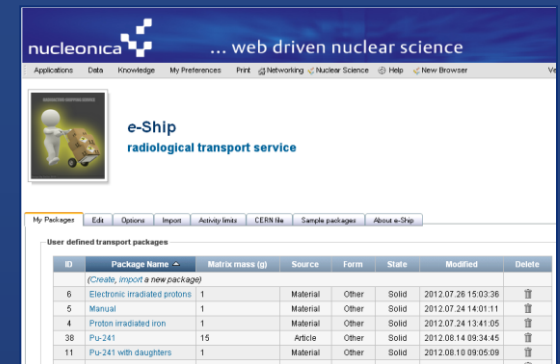 nucleonica ... web driven nuclear science
Applications Data Knowledge My Preferences Print Networking Nuclear Science Help New Browser Ve
e-Ship
radiological transport service
My Packages Edit Options Import Activity limits CERN file Sample packages About e-Ship
User defined transport packages
ID Package Name Matrix mass (g) Source Form State Modified Delete
(Create, import a new package)
6 Electronic irradiated protons 1 Material Other Solid 2012.07.26 15:03:36
5 Manual 1 Material Other Solid 2012.07.24 14:01:11
4 Proton irradiated iron 1 Material Other Solid 2012.07.24 13:41:05
38 Pu-241 15 Article Other Solid 2012.08.14 09:34:45
11 Pu-241 with daughters 1 Material Other Solid 2012.08.10 09:05:09